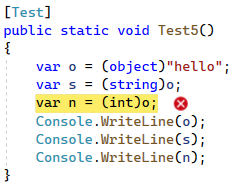 [Test]
public static void Test5()
{
var o = (object)"hello";
var s = (string)o;
var n = (int)o;
Console.WriteLine(o);
Console.WriteLine(s);
Console.WriteLine(n);
}